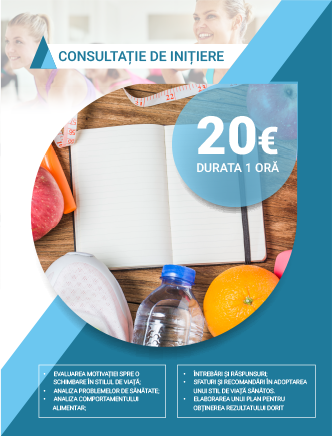 CONSULTAȚIE DE INIȚIERE
20€
DURATA 1 ORĂ
• EVALUAREA MOTIVAȚIEI SPRE O
SCHIMBARE ÎN STILUL DE VIAȚĂ;
• ANALIZA PROBLEMELOR DE SĂNĂTATE;
• ANALIZA COMPORTAMENTULUI
ALIMENTAR;
• ÎNTREBĂRI ȘI RĂSPUNSURI;
• SFATURI ȘI RECOMANDĂRI ÎN ADOPTAREA
UNUI STIL DE VIAȚĂ SĂNĂTOS.
• ELABORAREA UNUI PLAN PENTRU
OBȚINEREA REZULTATULUI DORIT